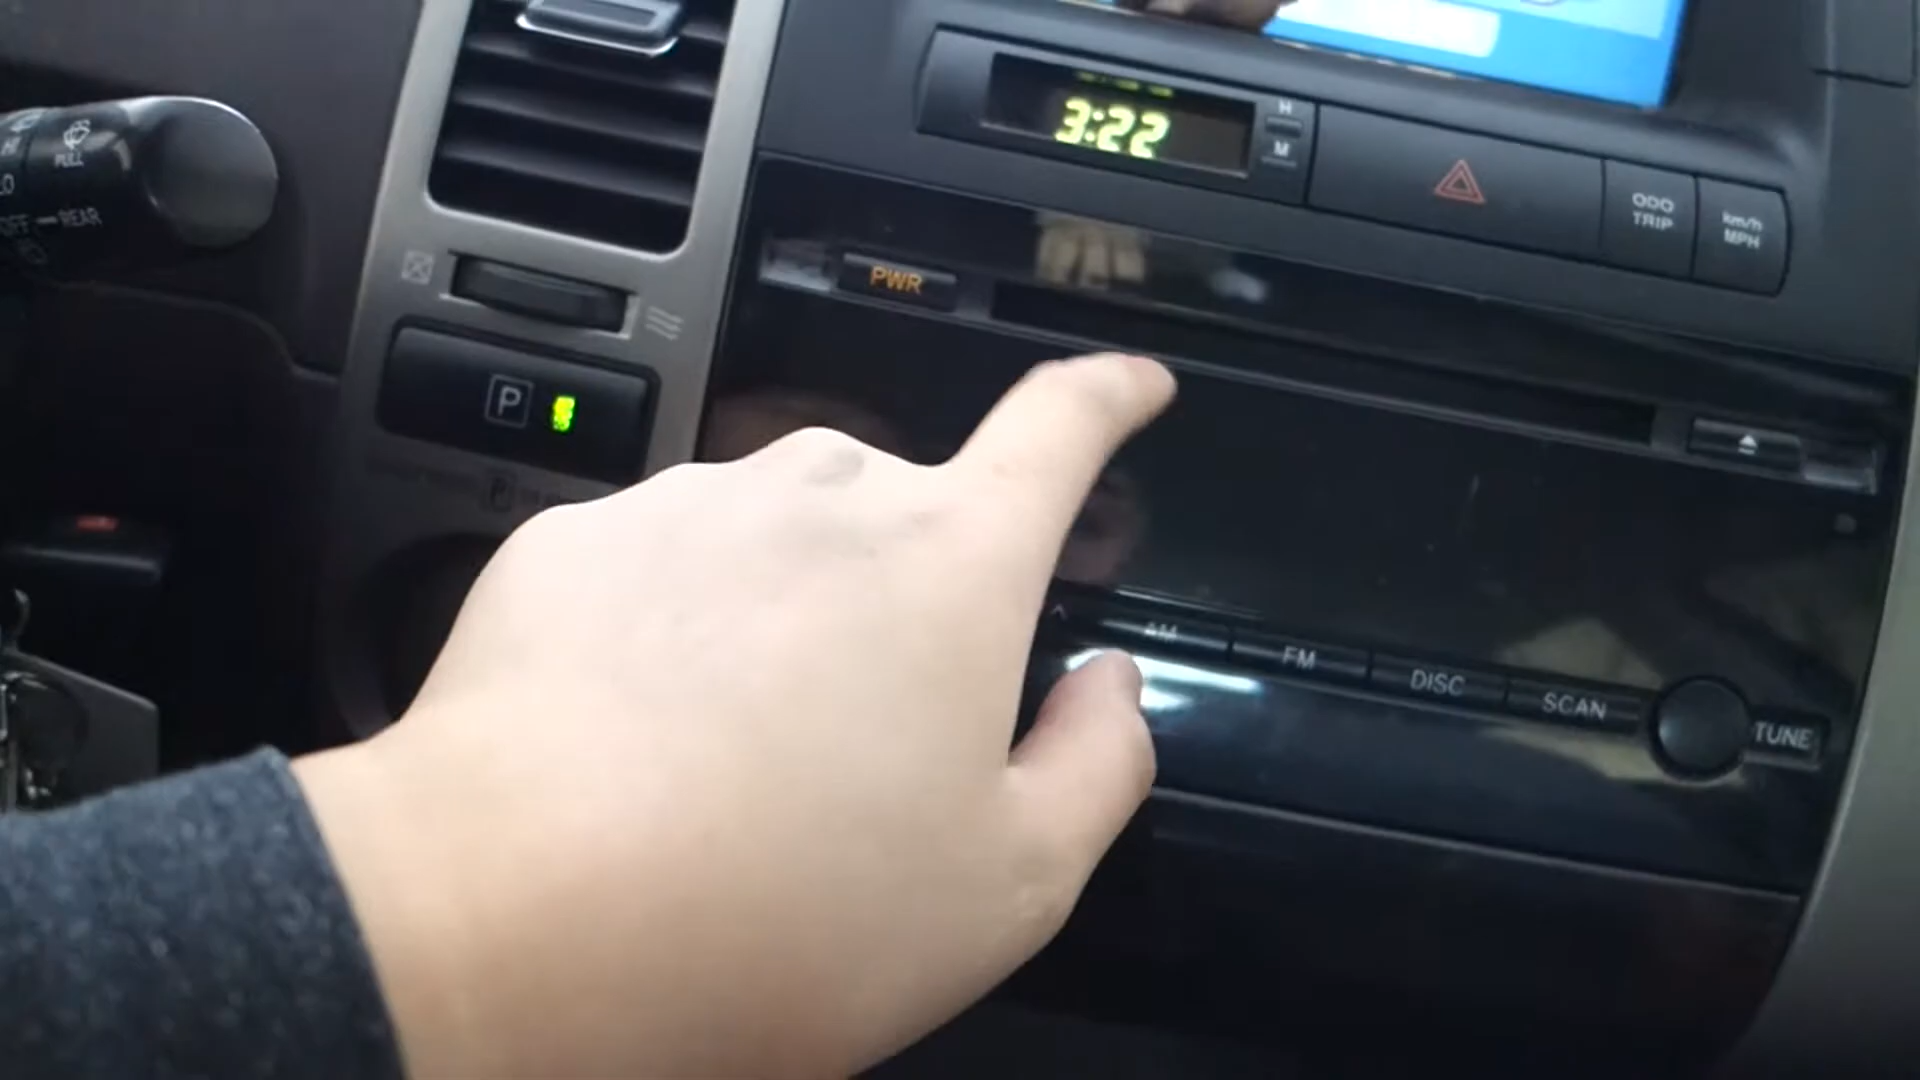 3:22
H
M
ODO
TRIP
km/h
MPH
PULL
REAR
PWR
P
AM
FM
DISC
SCAN
TUNE